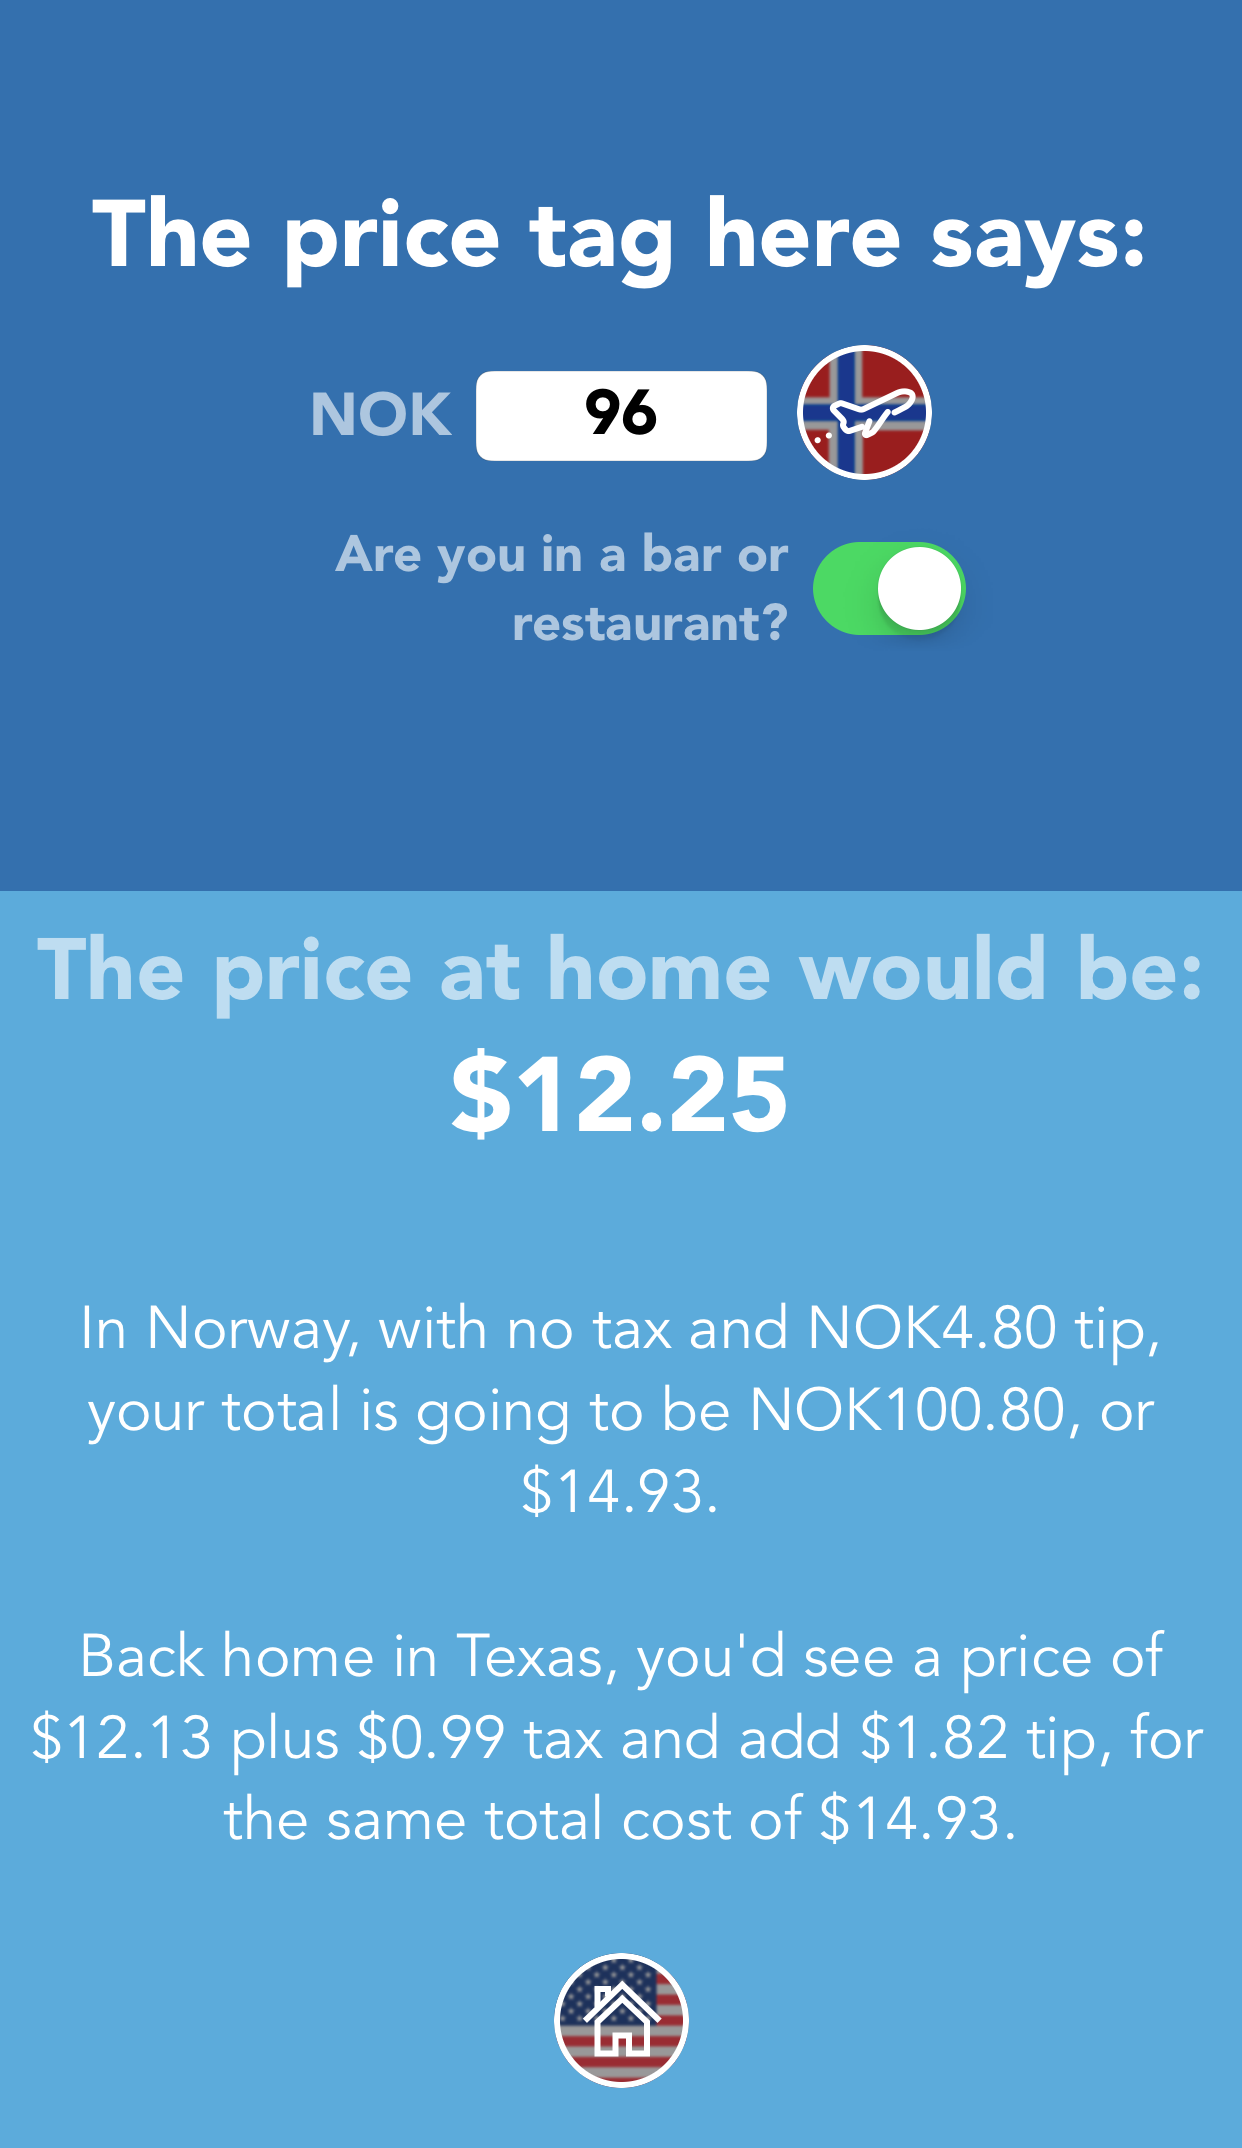 The price tag here says:
NOK 96
Are you in a bar or
restaurant?
The price at home would be:
$12.25
In Norway, with no tax and NOK4.80 tip,
your total is going to be NOK100.80, or
$14.93.
Back home in Texas, you'd see a price of
$12.13 plus $0.99 tax and add $1.82 tip, for
the same total cost of $14.93.